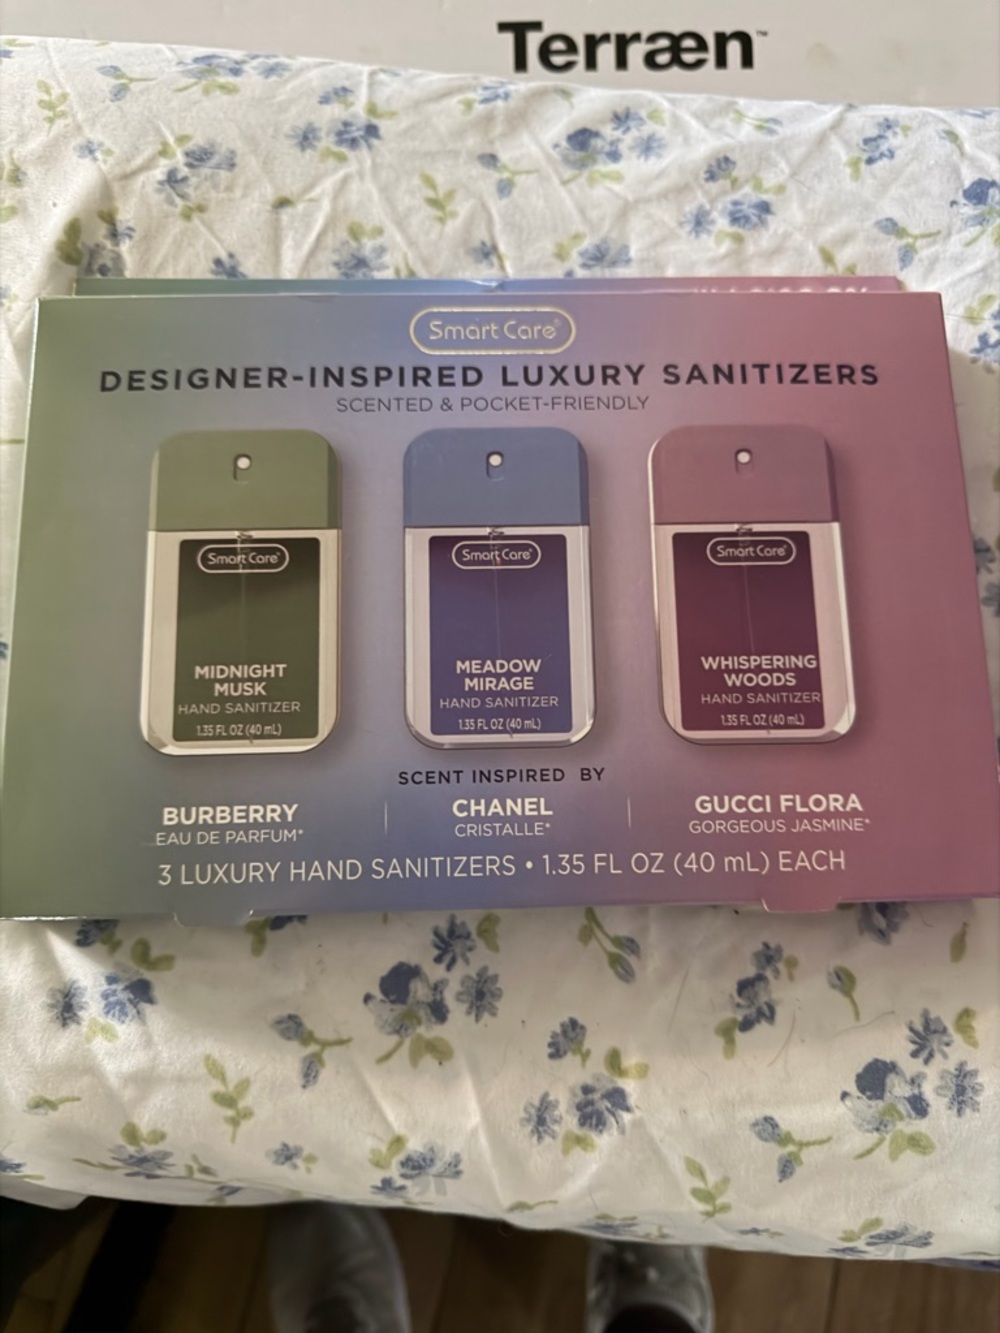 Terræn™
Smart Care®
DESIGNER-INSPIRED LUXURY SANITIZERS
SCENTED & POCKET-FRIENDLY
Smart Care®
MIDNIGHT
MUSK
HAND SANITIZER
1.35 FL OZ (40 mL)
Smart Care®
MEADOW
MIRAGE
HAND SANITIZER
1.35 FL OZ (40 mL)
Smart Care®
WHISPERING
WOODS
HAND SANITIZER
1.35 FL OZ (40 mL)
SCENT INSPIRED BY
BURBERRY
EAU DE PARFUM*
CHANEL
CRISTALLE*
GUCCI FLORA
GORGEOUS JASMINE*
3 LUXURY HAND SANITIZERS • 1.35 FL OZ (40 mL) EACH